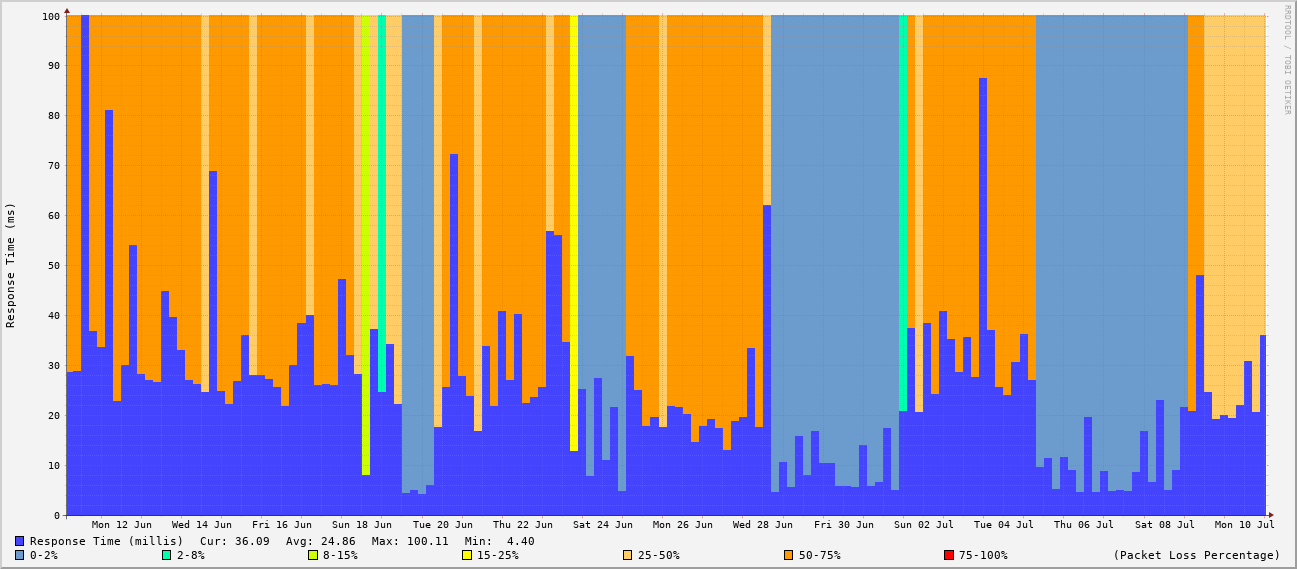 RRDTOOL / TOBI OETIKER
Response Time (ms)
100
90
80
70
60
50
40
30
20
10
0
Mon 12 Jun Wed 14 Jun Fri 16 Jun Sun 18 Jun Tue 20 Jun Thu 22 Jun Sat 24 Jun Mon 26 Jun Wed 28 Jun Fri 30 Jun Sun 02 Jul Tue 04 Jul Thu 06 Jul Sat 08 Jul Mon 10 Jul
Response Time (millis) Cur: 36.09 Avg: 24.86 Max: 100.11 Min: 4.40
0-2% 2-8% 8-15% 15-25% 25-50% 50-75% 75-100% (Packet Loss Percentage)